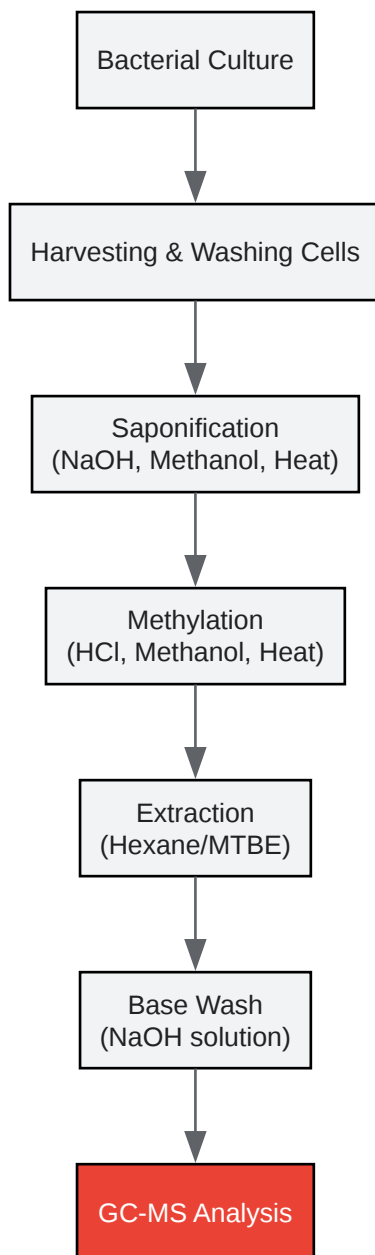 Bacterial Culture
Harvesting & Washing Cells
Saponification
(NaOH, Methanol, Heat)
Methylation
(HCl, Methanol, Heat)
Extraction
(Hexane/MTBE)
Base Wash
(NaOH solution)
GC-MS Analysis